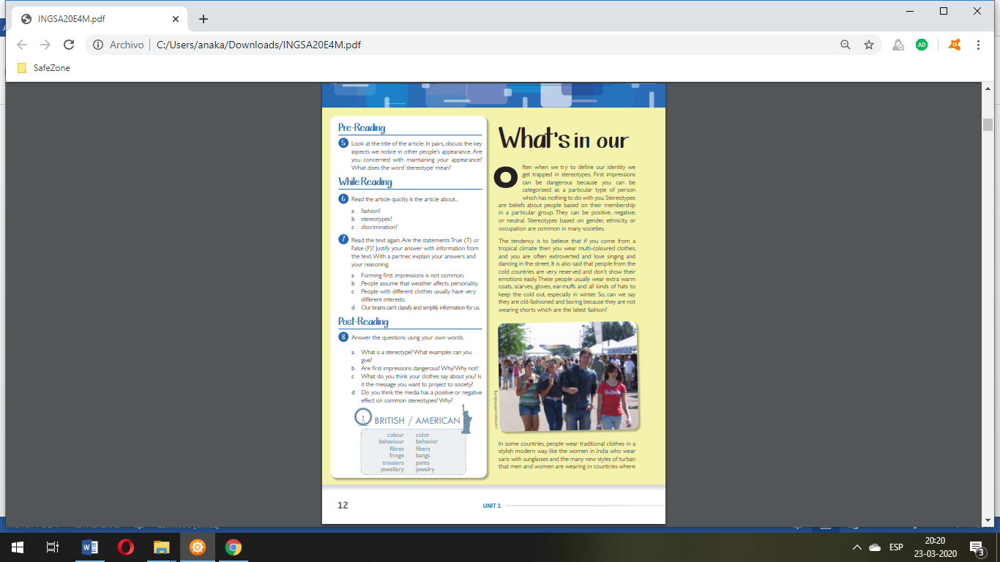 INGSA20E4M.pdf
Archivo
C:/Users/anaka/Downloads/INGSA20E4M.pdf
AD
SafeZone
Pre-Reading
5 Look at the title of the article. In pairs, discuss the key
aspects we notice in other people's appearance. Are
you concerned with maintaining your appearance?
What does the word 'stereotype' mean?
While Reading
6 Read the article quickly. Is the article about...
a fashion?
b stereotypes?
c discrimination?
7 Read the text again. Are the statements True (T) or
False (F)? Justify your answer with information from
the text. With a partner, explain your answers and
your reasoning.
a Forming first impressions is not common.
b People assume that weather affects personality.
c People with different clothes usually have very
different interests.
d Our brains can't classify and simplify information for us.
Post-Reading
8 Answer the questions using your own words.
a What is a stereotype? What examples can you
give?
b Are first impressions dangerous? Why/Why not?
c What do you think your clothes say about you? Is
it the message you want to project to society?
d Do you think the media has a positive or negative
effect on common stereotypes? Why?
BRITISH / AMERICAN
colour color
behaviour behavior
fibres fibers
fringe bangs
trousers pants
jewellery jewelry
What's in our
Often when we try to define our identity we
get trapped in stereotypes. First impressions
can be dangerous because you can be
categorized as a particular type of person
which has nothing to do with you. Stereotypes
are beliefs about people based on their membership
in a particular group. They can be positive, negative,
or neutral. Stereotypes based on gender, ethnicity, or
occupation are common in many societies.
The tendency is to believe that if you come from a
tropical climate then you wear multi-coloured clothes,
and you are often extroverted and love singing and
dancing in the street. It is also said that people from the
cold countries are very reserved and don't show their
emotions easily. These people usually wear extra warm
coats, scarves, gloves, ear-muffs and all kinds of hats to
keep the cold out, especially in winter. So, can we say
they are old-fashioned and boring because they are not
wearing shorts which are the latest fashion?
In some countries, people wear traditional clothes in a
stylish modern way, like the women in India who wear
saris with sunglasses and the many new styles of turban
that men and women are wearing in countries where
12
UNIT 1
ESP
20:20
23-03-2020
3